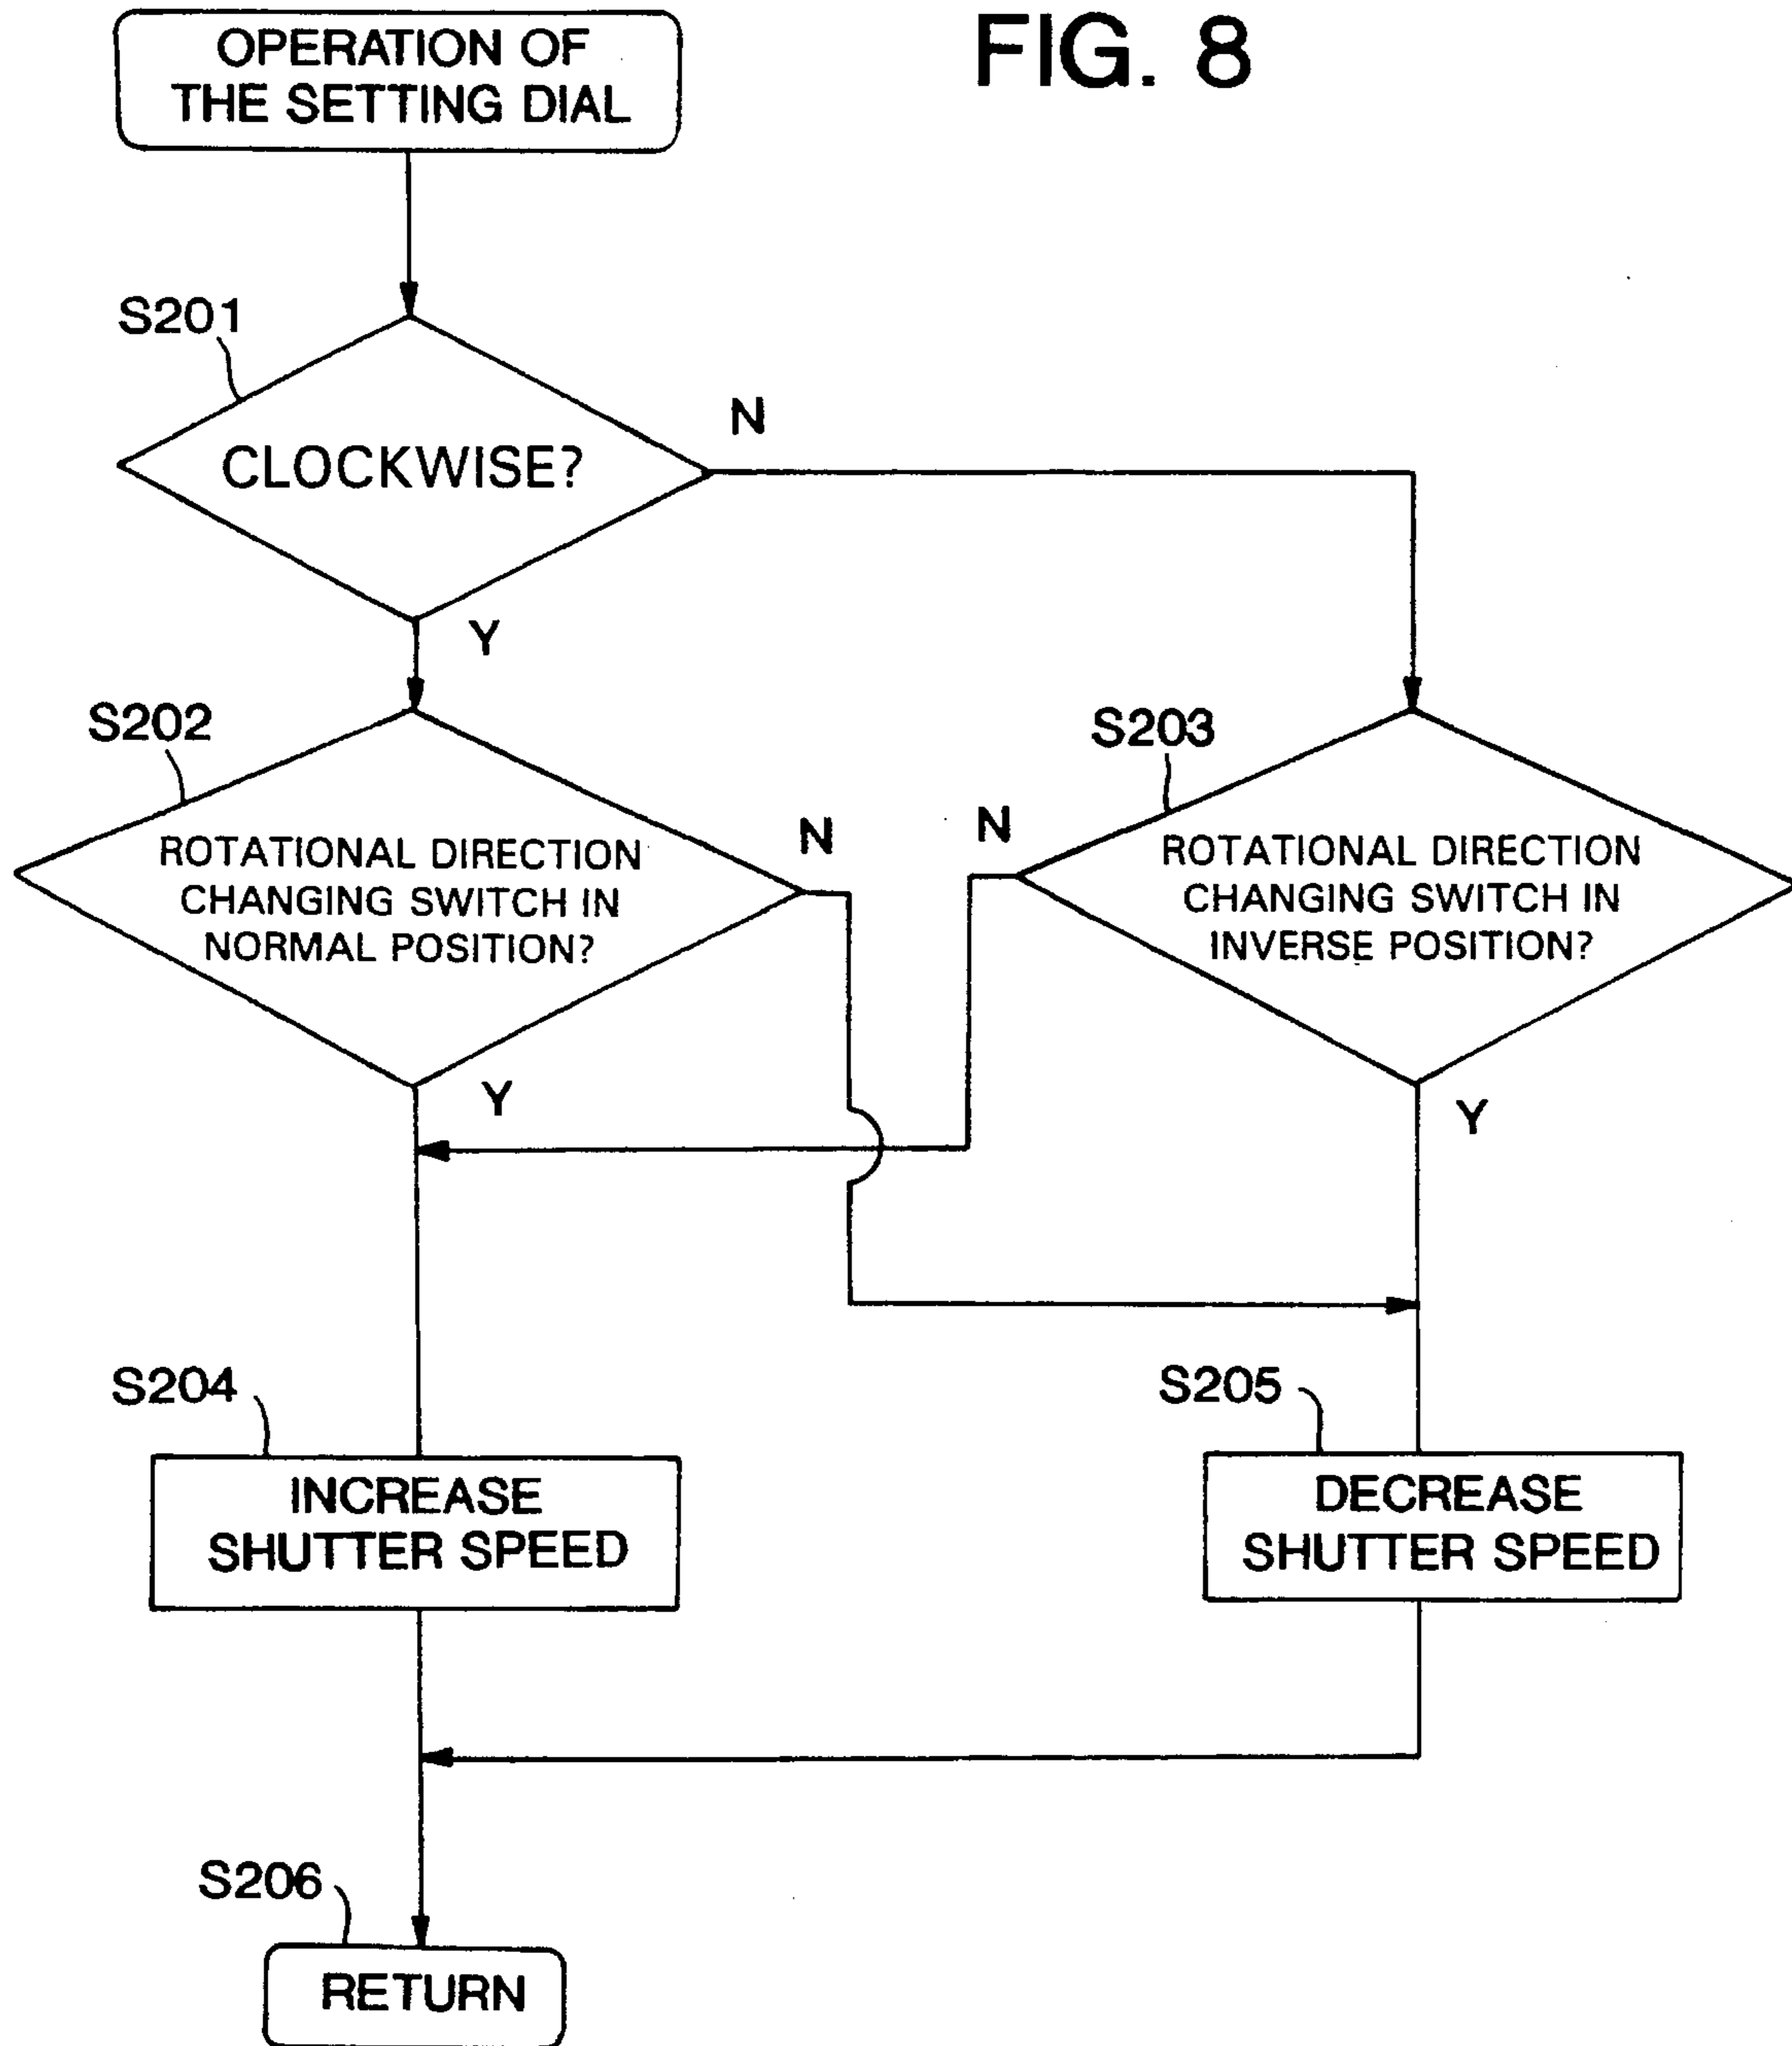 FIG. 8
OPERATION OF
THE SETTING DIAL
S201
CLOCKWISE?
N
Y
S202
ROTATIONAL DIRECTION
CHANGING SWITCH IN
NORMAL POSITION?
N
Y
S203
N
ROTATIONAL DIRECTION
CHANGING SWITCH IN
INVERSE POSITION?
Y
S204
INCREASE
SHUTTER SPEED
S205
DECREASE
SHUTTER SPEED
S206
RETURN